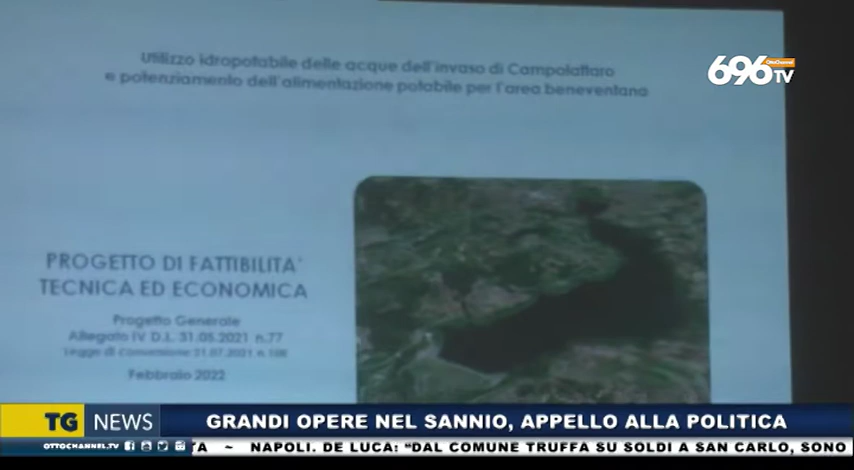 Utilizzo idropotabile delle acque dell'invaso di Campolattaro
e potenziamento dell'alimentazione potabile per l'area beneventana
696
OttoChannel
TV
PROGETTO DI FATTIBILITA'
TECNICA ED ECONOMICA
Progetto Generale
Allegato IV D.L. 31.05.2021 n.77
Legge di Conversione 21.07.2021 n.108
Febbraio 2022
TG NEWS
GRANDI OPERE NEL SANNIO, APPELLO ALLA POLITICA
OTTOCHANNEL.TV
TA ~ NAPOLI. DE LUCA: “DAL COMUNE TRUFFA SU SOLDI A SAN CARLO, SONO